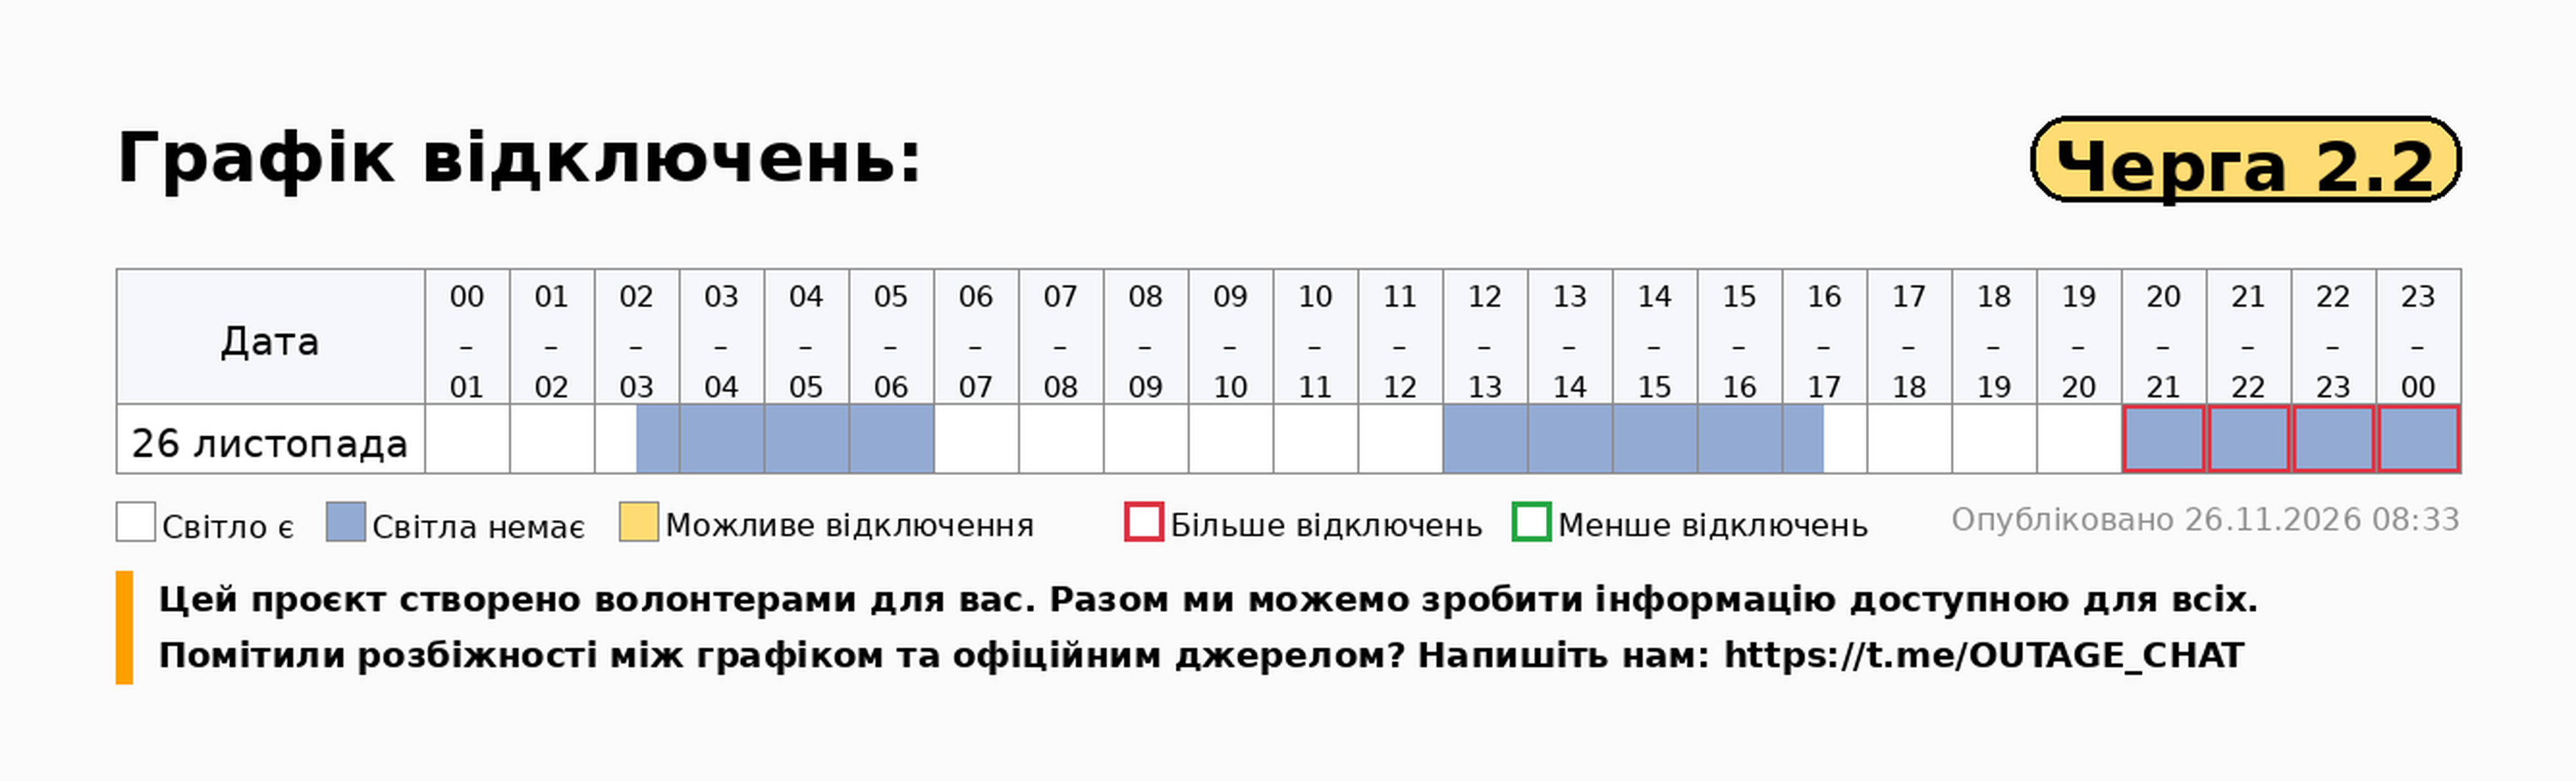 Графік відключень:
Черга 2.2
Дата
00 – 01
01 – 02
02 – 03
03 – 04
04 – 05
05 – 06
06 – 07
07 – 08
08 – 09
09 – 10
10 – 11
11 – 12
12 – 13
13 – 14
14 – 15
15 – 16
16 – 17
17 – 18
18 – 19
19 – 20
20 – 21
21 – 22
22 – 23
23 – 00
26 листопада
Світло є
Світла немає
Можливе відключення
Більше відключень
Менше відключень
Опубліковано 26.11.2026 08:33
Цей проєкт створено волонтерами для вас. Разом ми можемо зробити інформацію доступною для всіх.
Помітили розбіжності між графіком та офіційним джерелом? Напишіть нам: https://t.me/OUTAGE_CHAT